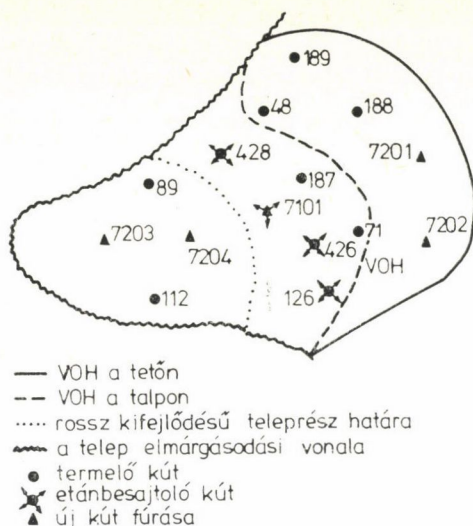 189
48
188
428
7201
89
187
7101
7203
7204
71
7202
426
VOH
126
112
VOH a tetőn
VOH a talpon
rossz kifejlődésű teleprész határa
a telep elmárgásodási vonala
termelő kút
etánbesajtoló kút
új kút fúrása